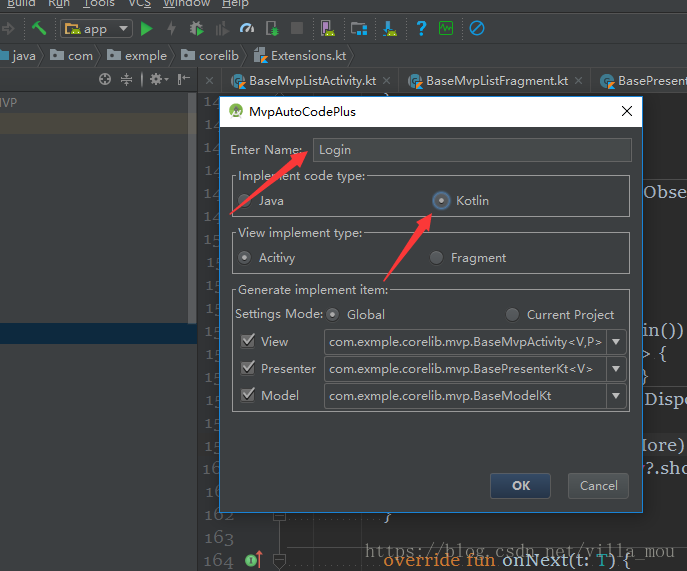 Build Run Tools VCS Window Help
app
java com exmple corelib Extensions.kt
BaseMvpListActivity.kt BaseMvpListFragment.kt BasePresent
MVP
MvpAutoCodePlus
Enter Name: Login
Implement code type:
Java Kotlin
View implement type:
Acitivy Fragment
Generate implement item:
Settings Mode: Global Current Project
View com.exmple.corelib.mvp.BaseMvpActivity<V,P>
Presenter com.exmple.corelib.mvp.BasePresenterKt<V>
Model com.exmple.corelib.mvp.BaseModelKt
OK Cancel
Obse
in())
> {
}
Dispo
More)
y?.sho
162 }
163
https://blog.csdn.net/villa_mou
164 override fun onNext(t: T) {